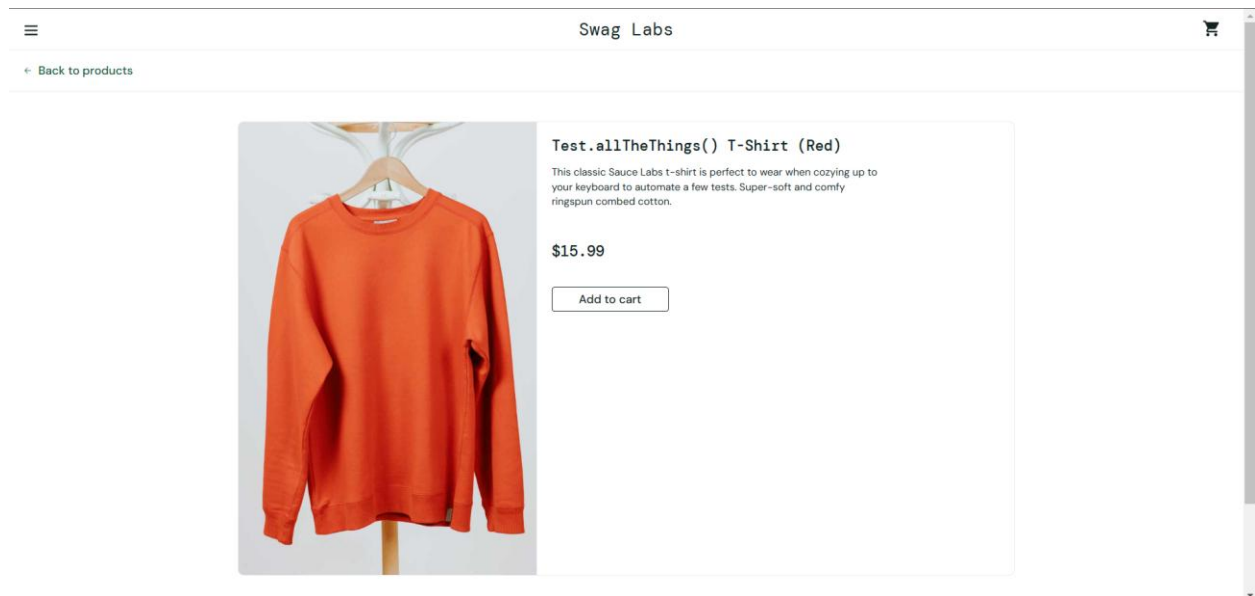 Swag Labs
← Back to products
Test.allTheThings() T-Shirt (Red)
This classic Sauce Labs t-shirt is perfect to wear when cozying up to
your keyboard to automate a few tests. Super-soft and comfy
ringspun combed cotton.
$15.99
Add to cart